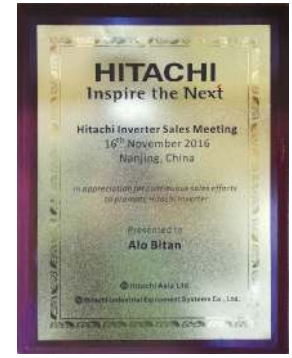 HITACHI
Inspire the Next
Hitachi Inverter Sales Meeting
16th November 2016
Nanjing, China
In appreciation for continuous sales efforts
to promote Hitachi Inverter
Presented to
Alo Bitan
Hitachi Asia Ltd.
Hitachi Industrial Equipment Systems Co., Ltd.